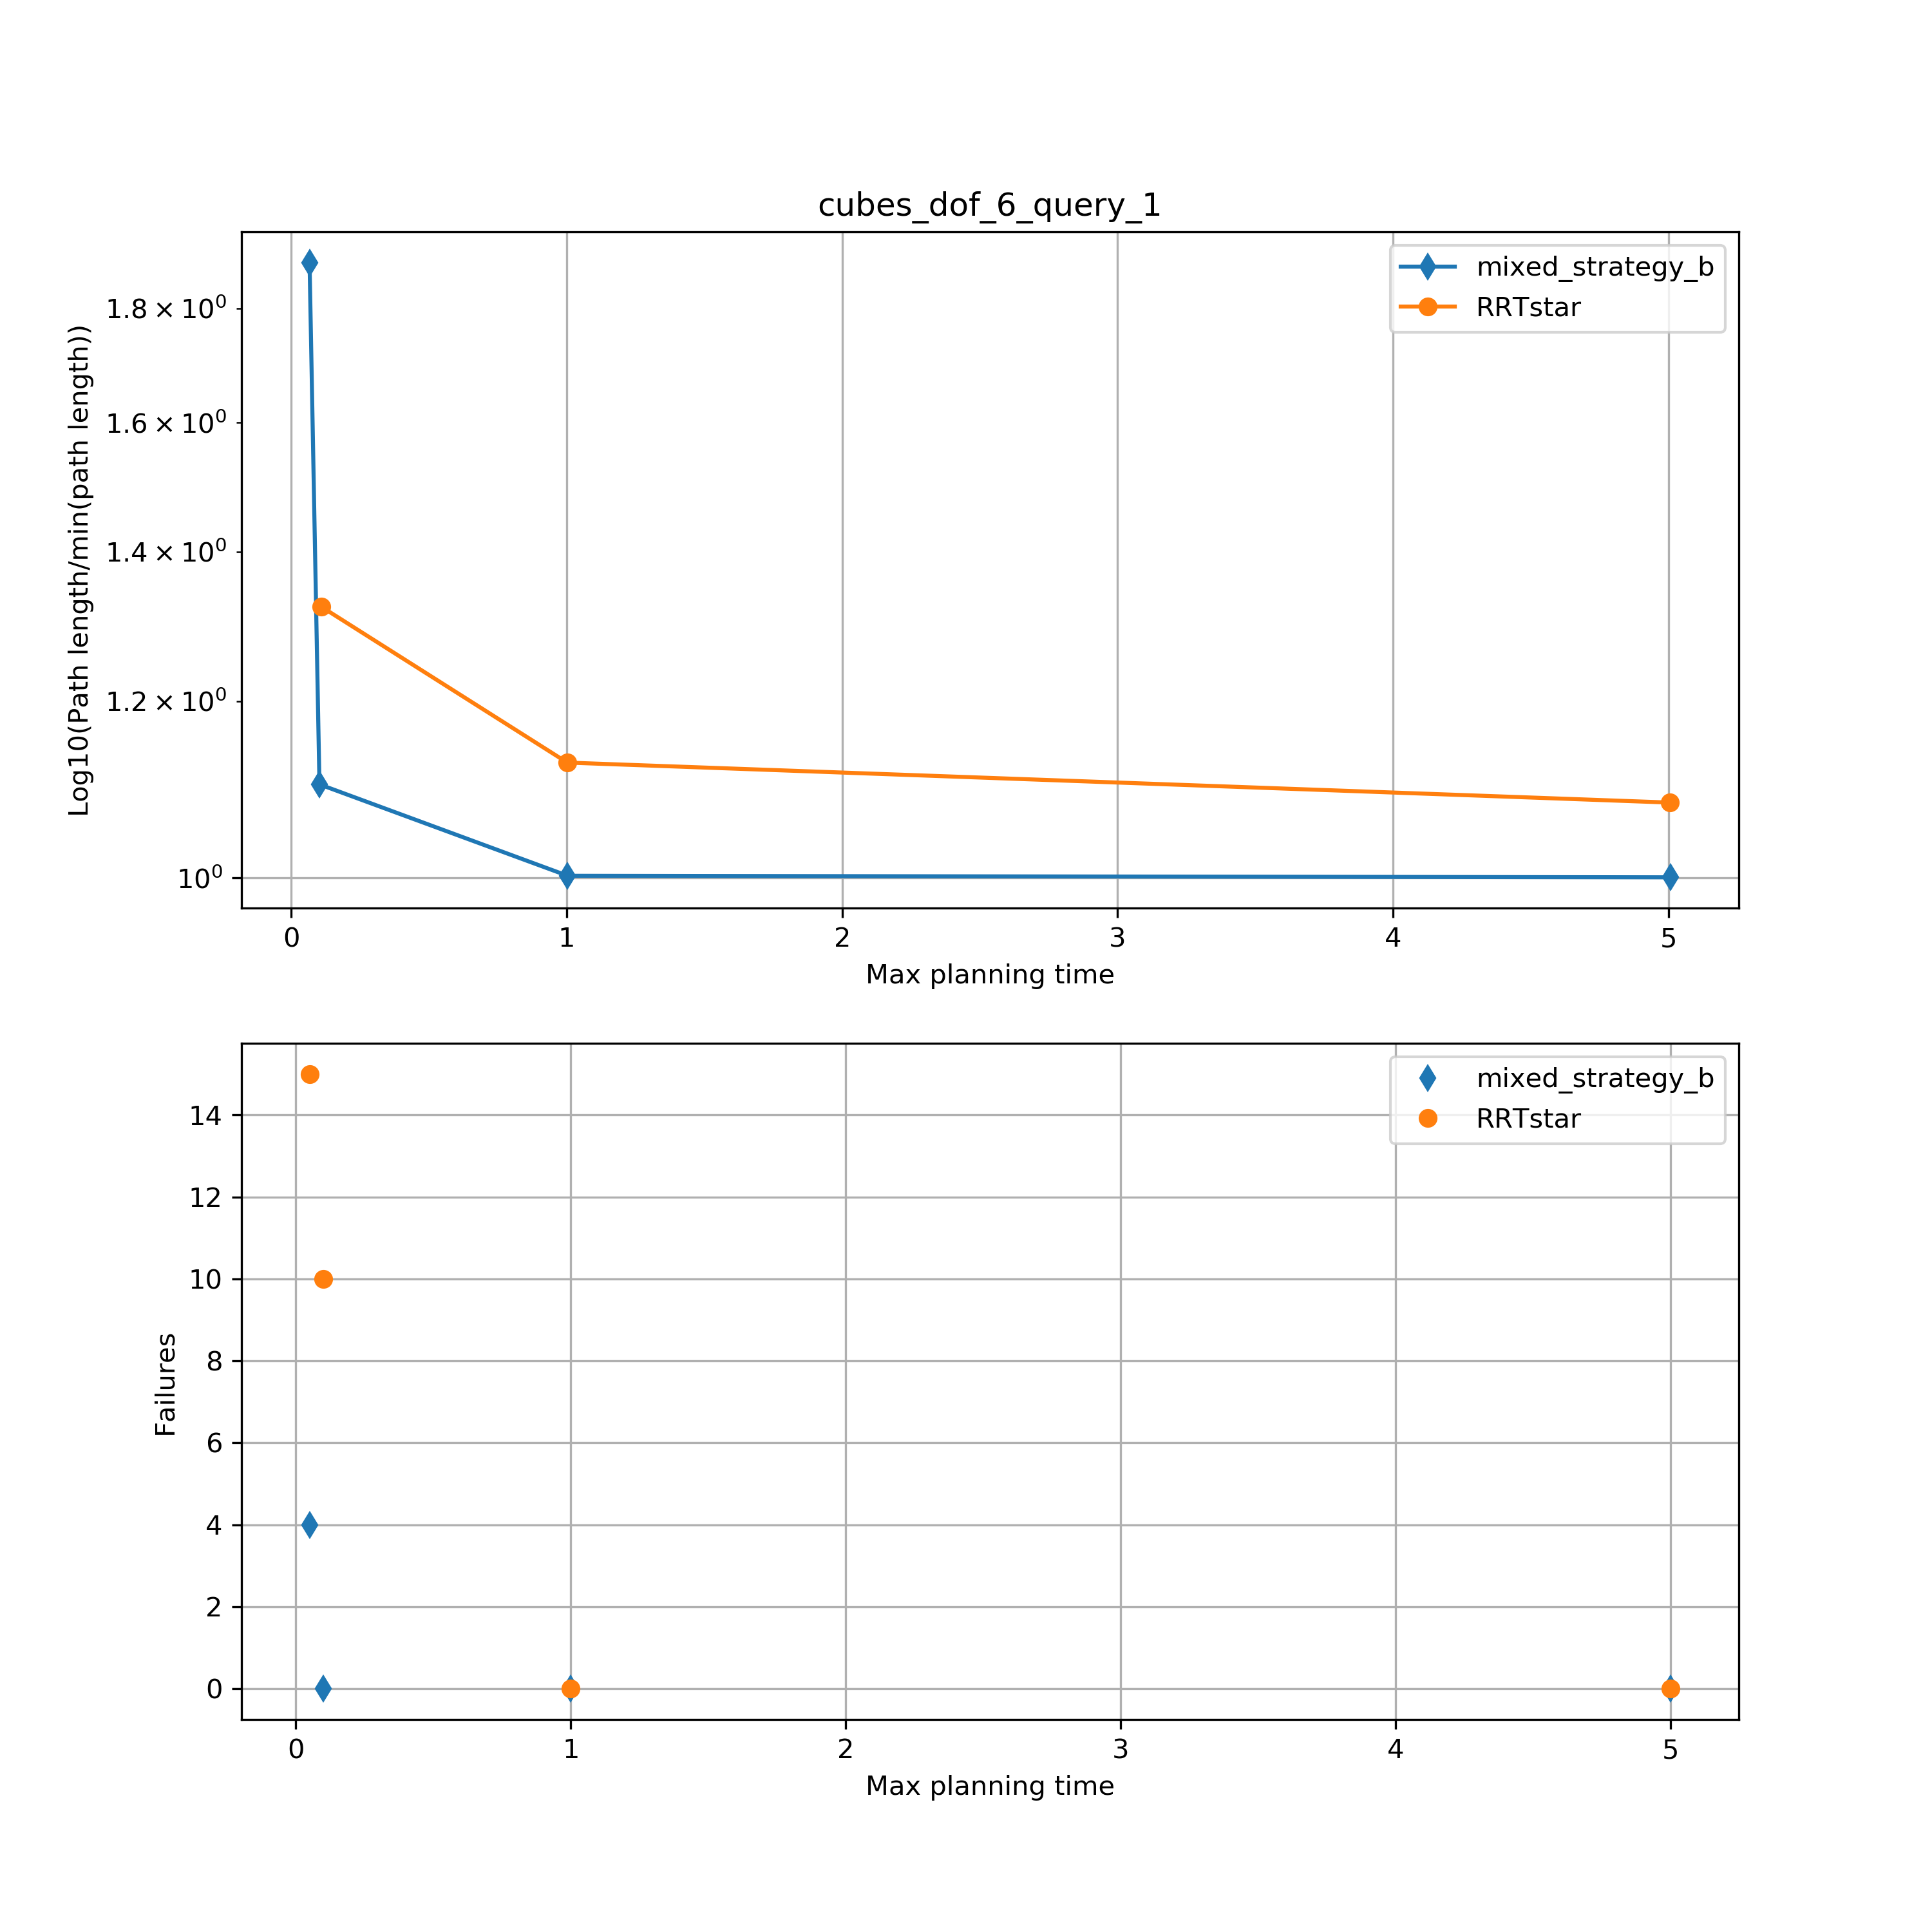 cubes_dof_6_query_1
Log10(Path length/min(path length))
1.8 × 10⁰
1.6 × 10⁰
1.4 × 10⁰
1.2 × 10⁰
10⁰
mixed_strategy_b
RRTstar
0 1 2 3 4 5
Max planning time
Failures
14
12
10
8
6
4
2
0
mixed_strategy_b
RRTstar
0 1 2 3 4 5
Max planning time